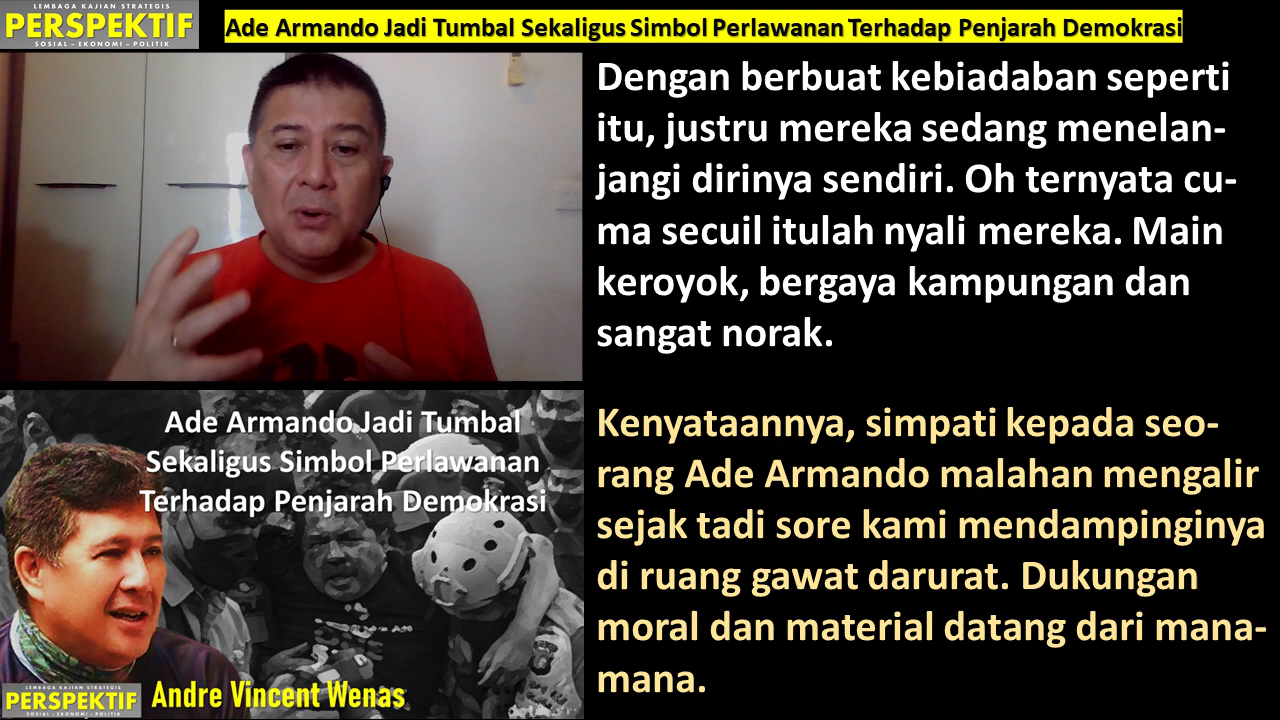 LEMBAGA KAJIAN STRATEGIS
PERSPEKTIF
SOSIAL – EKONOMI – POLITIK
Ade Armando Jadi Tumbal Sekaligus Simbol Perlawanan Terhadap Penjarah Demokrasi
Dengan berbuat kebiadaban seperti
itu, justru mereka sedang menelan-
jangi dirinya sendiri. Oh ternyata cu-
ma secuil itulah nyali mereka. Main
keroyok, bergaya kampungan dan
sangat norak.
Kenyataannya, simpati kepada seo-
rang Ade Armando malahan mengalir
sejak tadi sore kami mendampinginya
di ruang gawat darurat. Dukungan
moral dan material datang dari mana-
mana.
Ade Armando Jadi Tumbal
Sekaligus Simbol Perlawanan
Terhadap Penjarah Demokrasi
LEMBAGA KAJIAN STRATEGIS
PERSPEKTIF
SOSIAL – EKONOMI – POLITIK
Andre Vincent Wenas